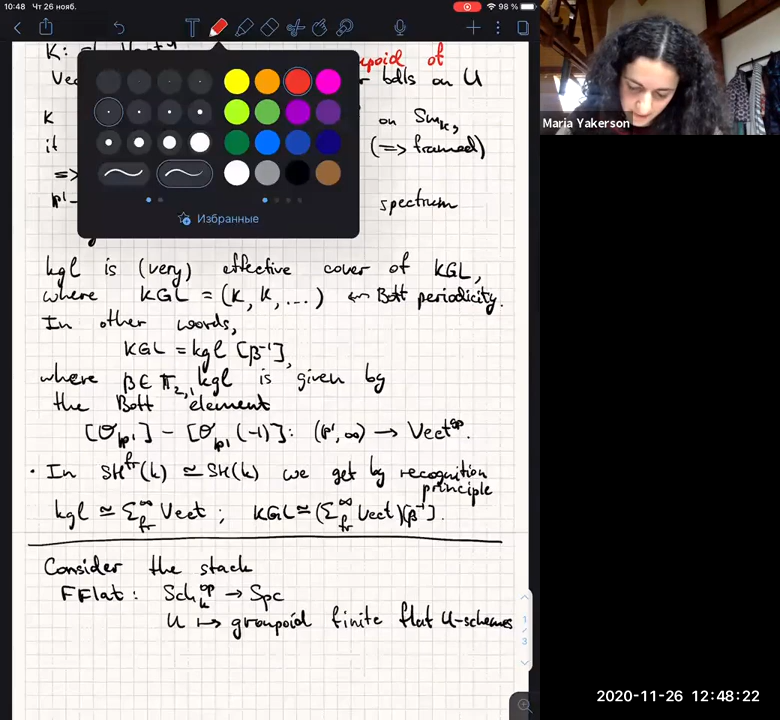 10:48 Чт 26 нояб. 98 %
Vect
groupoid of
Vec bdls on U
K on Sm_k,
it (=> framed)
=>
P¹- spectrum
Избранные
kgl is (very) effective cover of KGL,
where KGL = (K, K, ...) ← Bott periodicity.
In other words,
KGL = kgl [β⁻¹],
where β ∈ π_{2,1} kgl is given by
the Bott element
[O_{P¹}] - [O_{P¹}(-1)]: (P¹, ∞) → Vect^{gp}.
• In SH^{fr}(k) ≃ SH(k) we get by recognition
principle
kgl ≃ Σ^∞_{fr} Vect ; KGL ≃ (Σ^∞_{fr} Vect)[β⁻¹].
Consider the stack
FFlat: Sch_k^{op} → Spc
U ↦ groupoid finite flat U-schemes
1
3
Maria Yakerson
2020-11-26 12:48:22